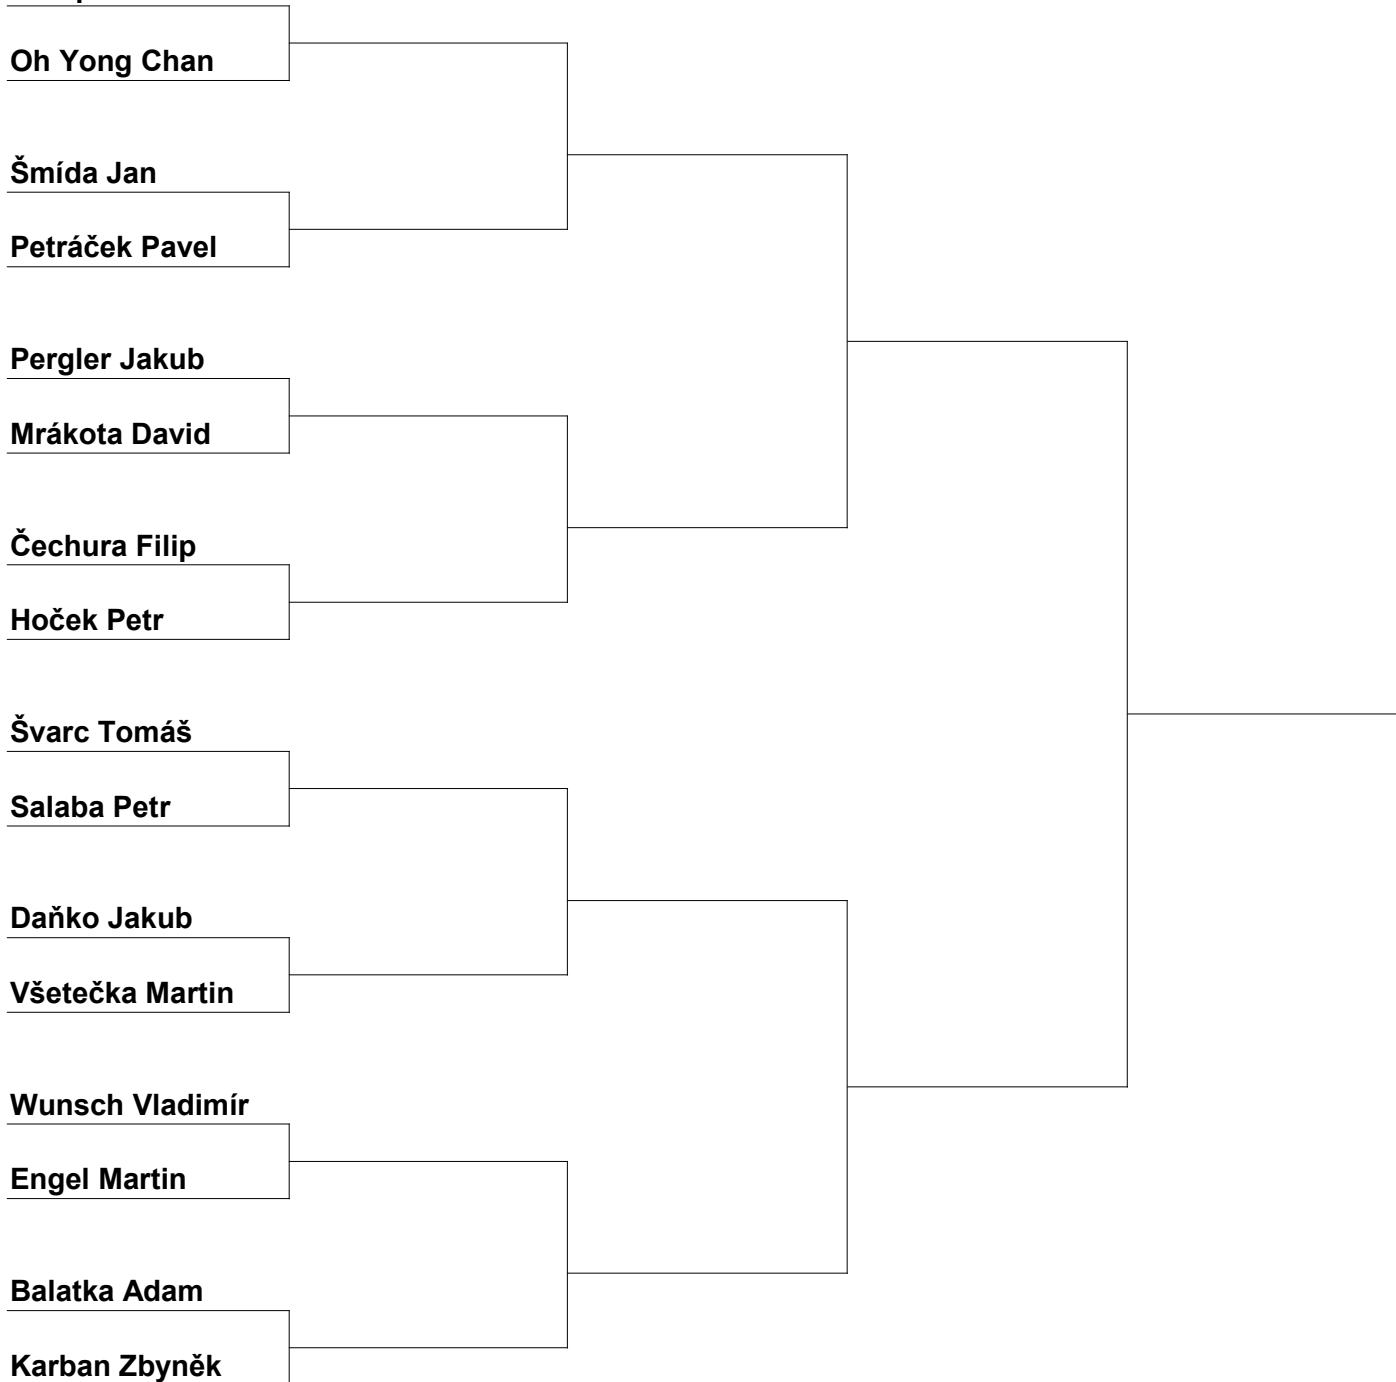 Oh Yong Chan
Šmída Jan
Petráček Pavel
Pergler Jakub
Mrákota David
Čechura Filip
Hoček Petr
Švarc Tomáš
Salaba Petr
Daňko Jakub
Všetečka Martin
Wunsch Vladimír
Engel Martin
Balatka Adam
Karban Zbyněk